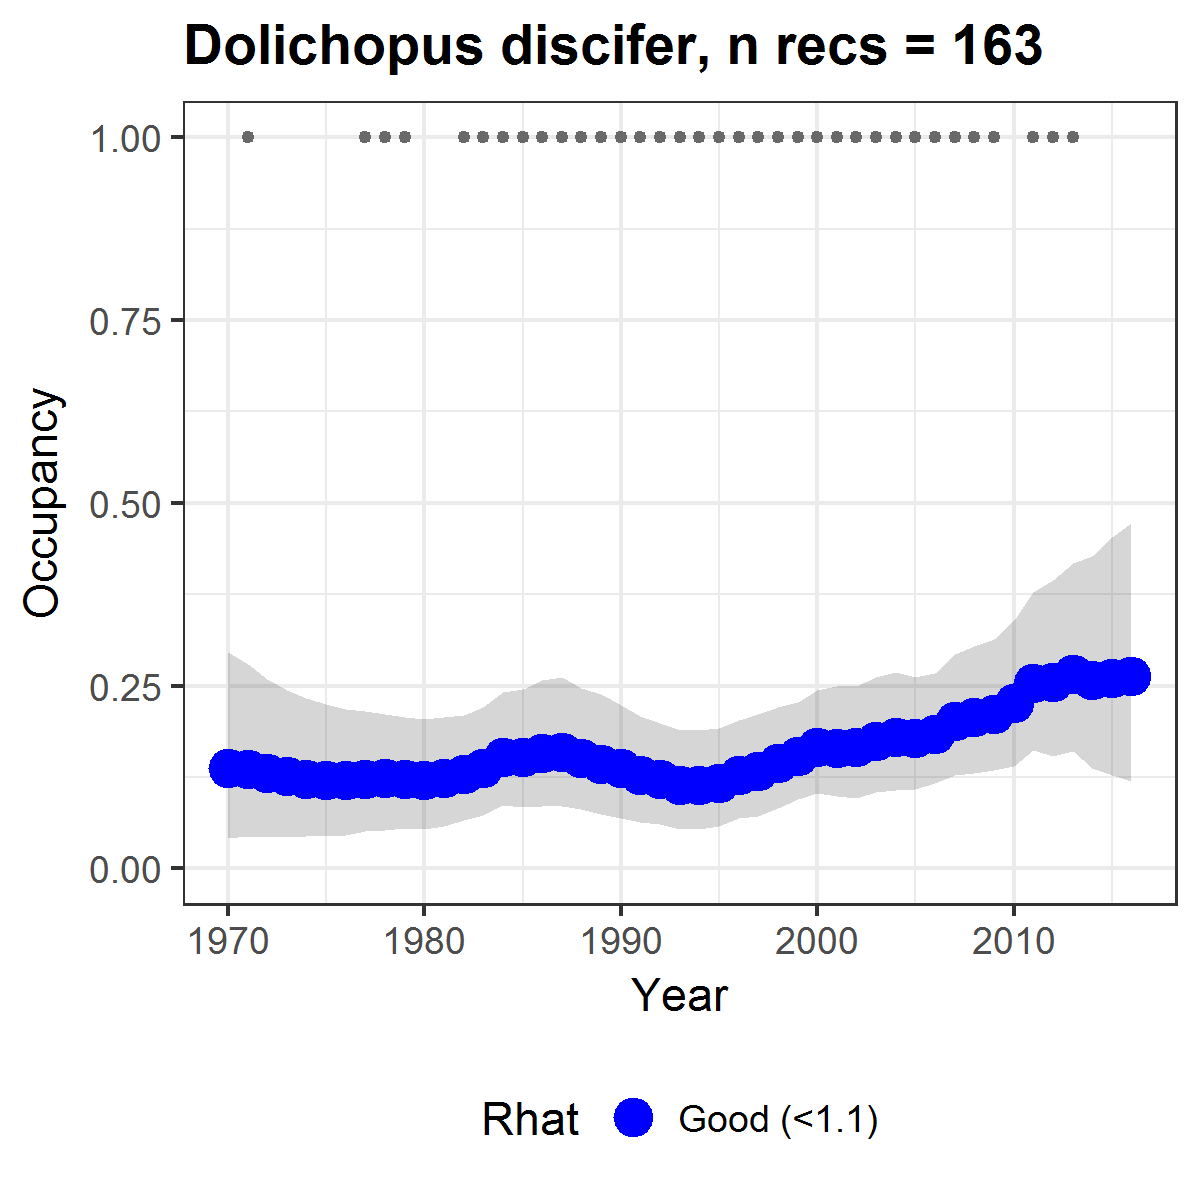 Dolichopus discifer, n recs = 163
1.00
0.75
0.50
0.25
0.00
Occupancy
1970 1980 1990 2000 2010
Year
Rhat Good (<1.1)